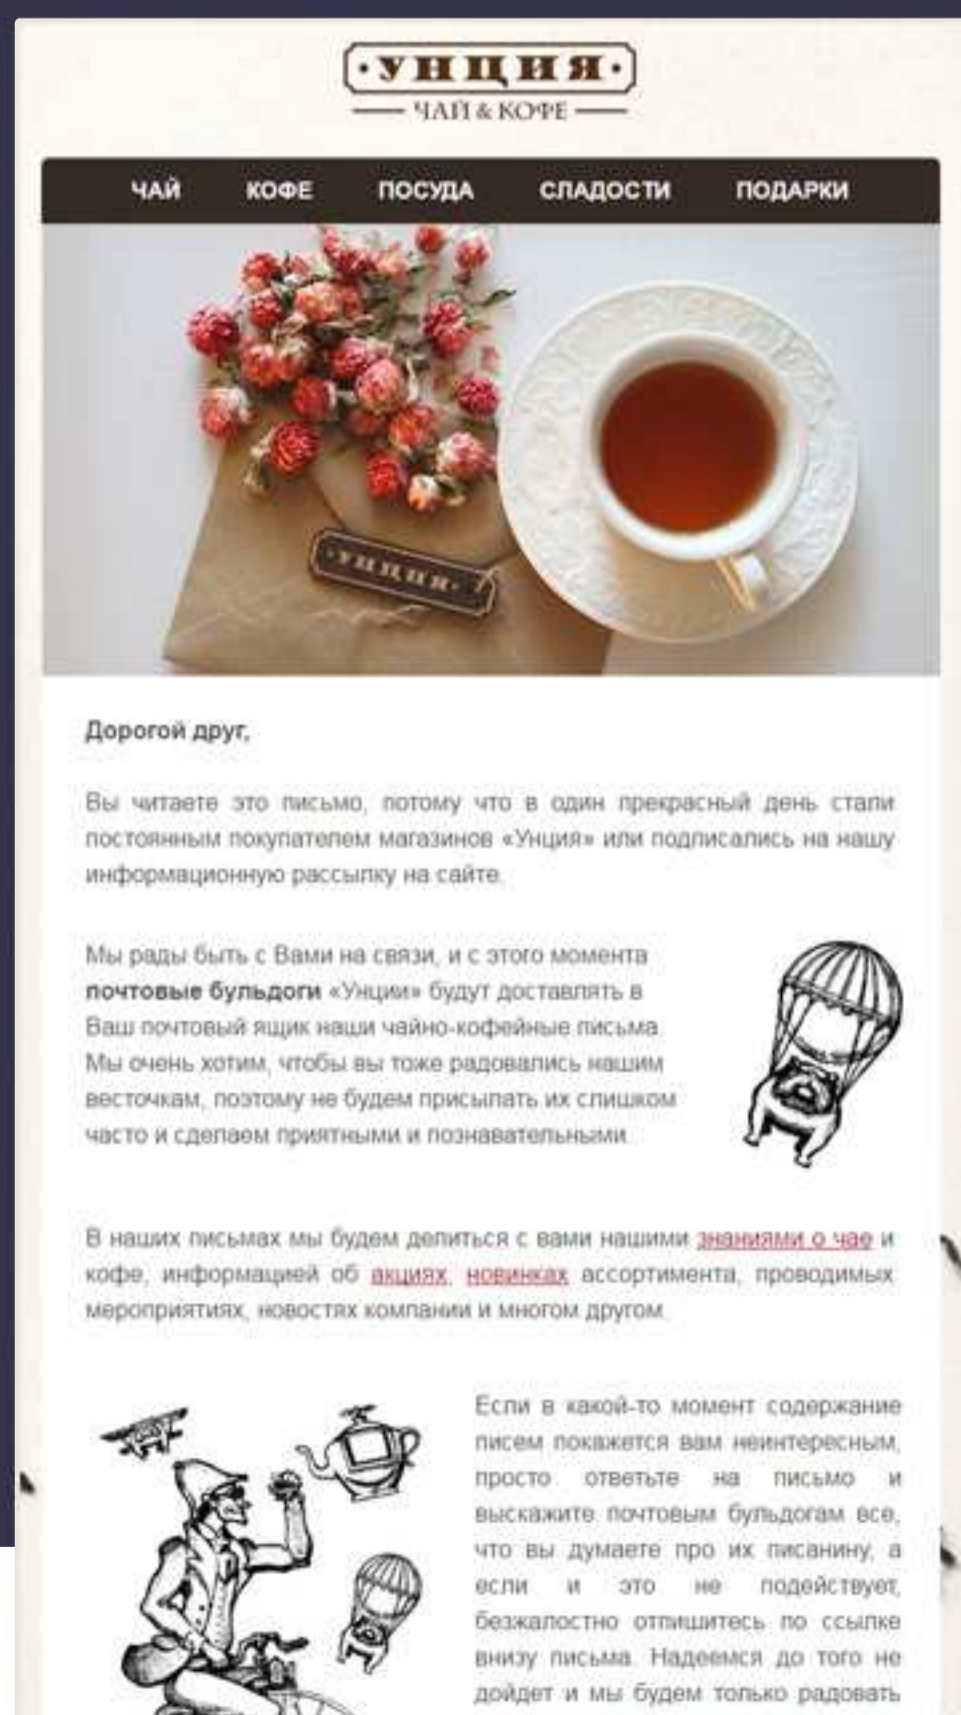 УНЦИЯ
ЧАЙ & КОФЕ
ЧАЙ КОФЕ ПОСУДА СЛАДОСТИ ПОДАРКИ
УНЦИЯ
Дорогой друг,
Вы читаете это письмо, потому что в один прекрасный день стали
постоянным покупателем магазинов «Унция» или подписались на нашу
информационную рассылку на сайте.
Мы рады быть с Вами на связи, и с этого момента
почтовые бульдоги «Унции» будут доставлять в
Ваш почтовый ящик наши чайно-кофейные письма.
Мы очень хотим, чтобы вы тоже радовались нашим
весточкам, поэтому не будем присылать их слишком
часто и сделаем приятными и познавательными.
В наших письмах мы будем делиться с вами нашими знаниями о чае и
кофе, информацией об акциях, новинках ассортимента, проводимых
мероприятиях, новостях компании и многом другом.
Если в какой-то момент содержание
писем покажется вам неинтересным,
просто ответьте на письмо и
выскажите почтовым бульдогам все,
что вы думаете про их писанину, а
если и это не подействует,
безжалостно отпишитесь по ссылке
внизу письма. Надеемся до того не
дойдет и мы будем только радовать